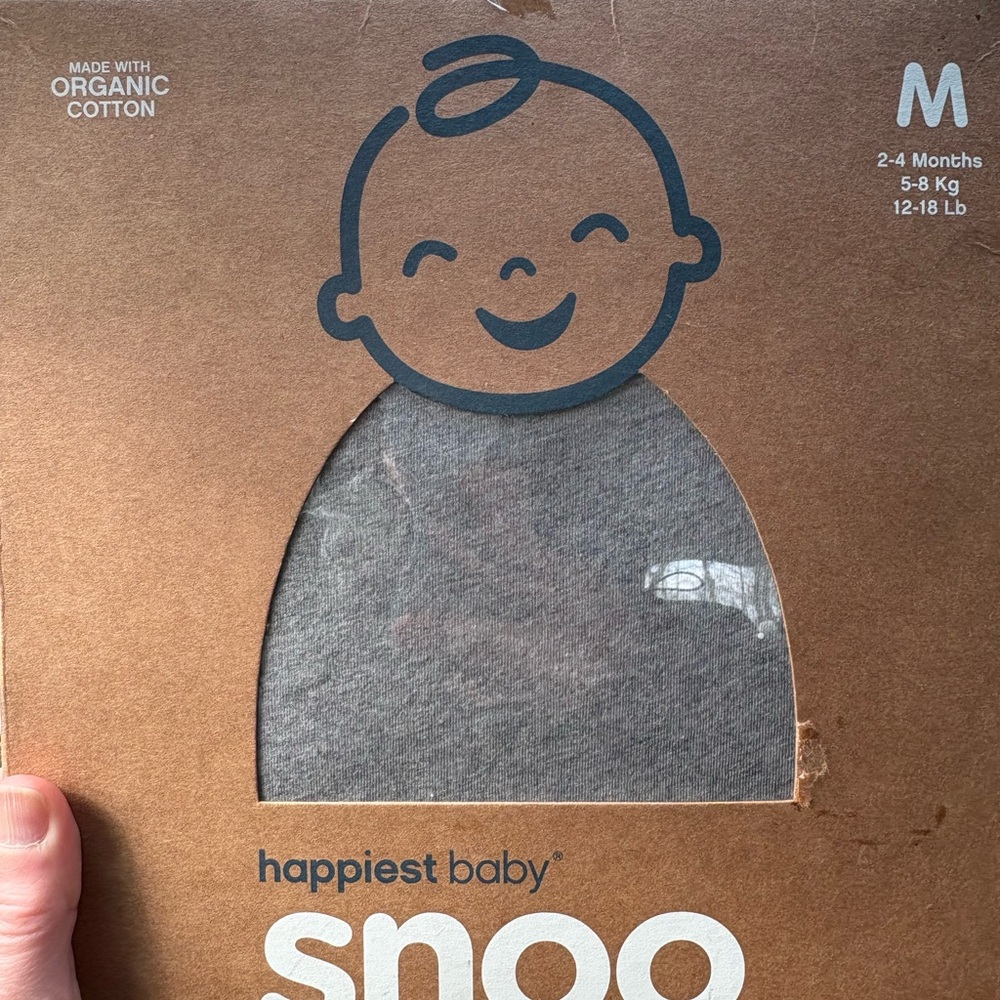 MADE WITH
ORGANIC
COTTON
M
2-4 Months
5-8 Kg
12-18 Lb
happiest baby®
snoo